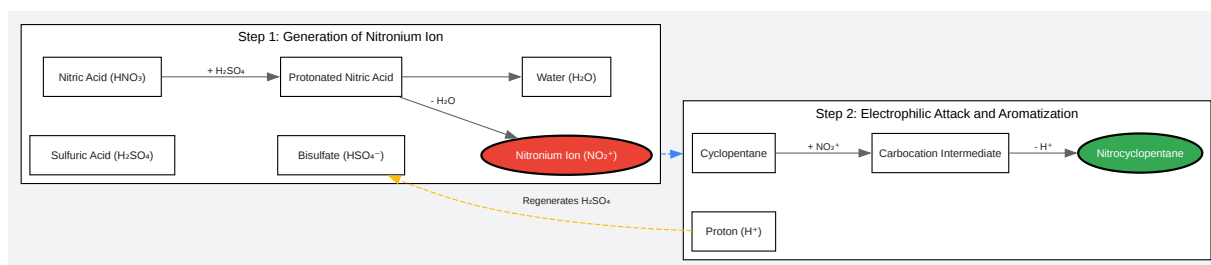 Step 1: Generation of Nitronium Ion
Nitric Acid (HNO₃)
+ H₂SO₄
Protonated Nitric Acid
Water (H₂O)
- H₂O
Sulfuric Acid (H₂SO₄)
Bisulfate (HSO₄⁻)
Nitronium Ion (NO₂⁺)
Regenerates H₂SO₄
Step 2: Electrophilic Attack and Aromatization
Cyclopentane
+ NO₂⁺
Carbocation Intermediate
- H⁺
Nitrocyclopentane
Proton (H⁺)